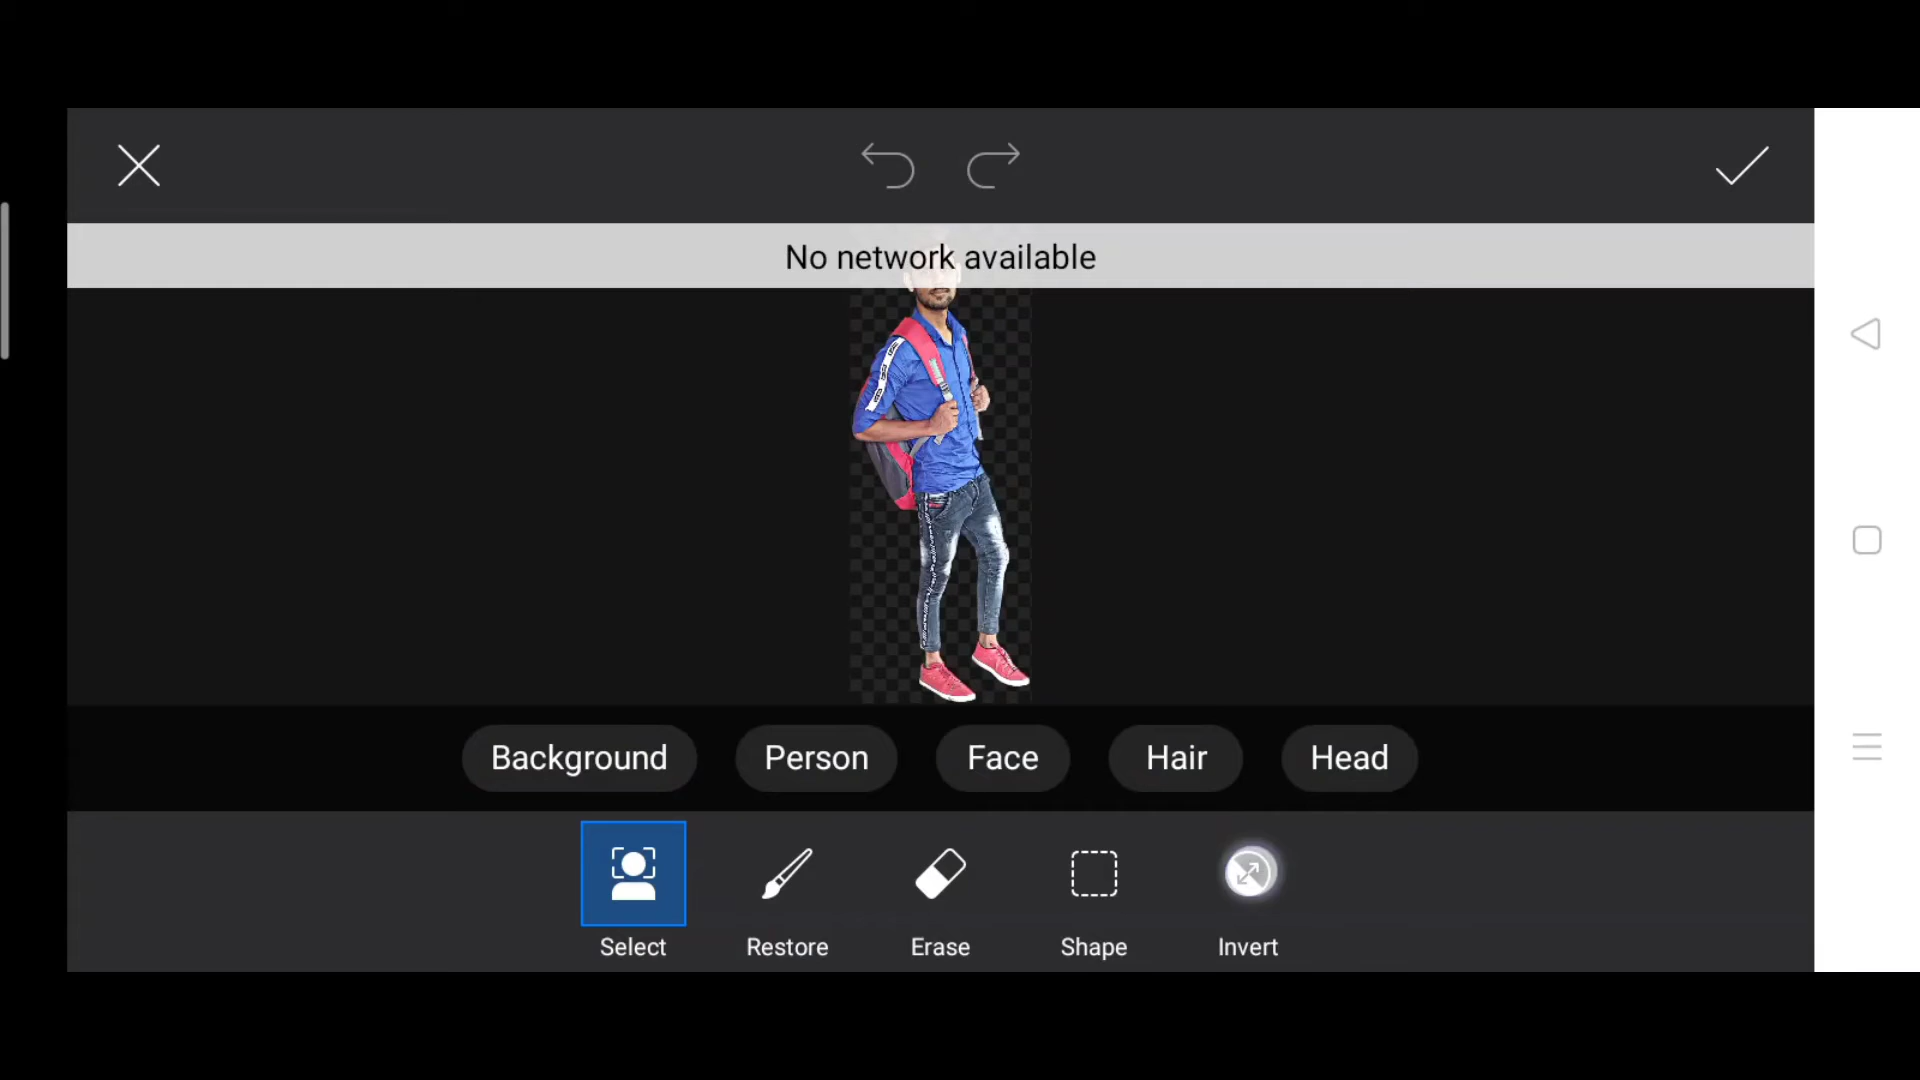 No network available
Background Person Face Hair Head
Select Restore Erase Shape Invert